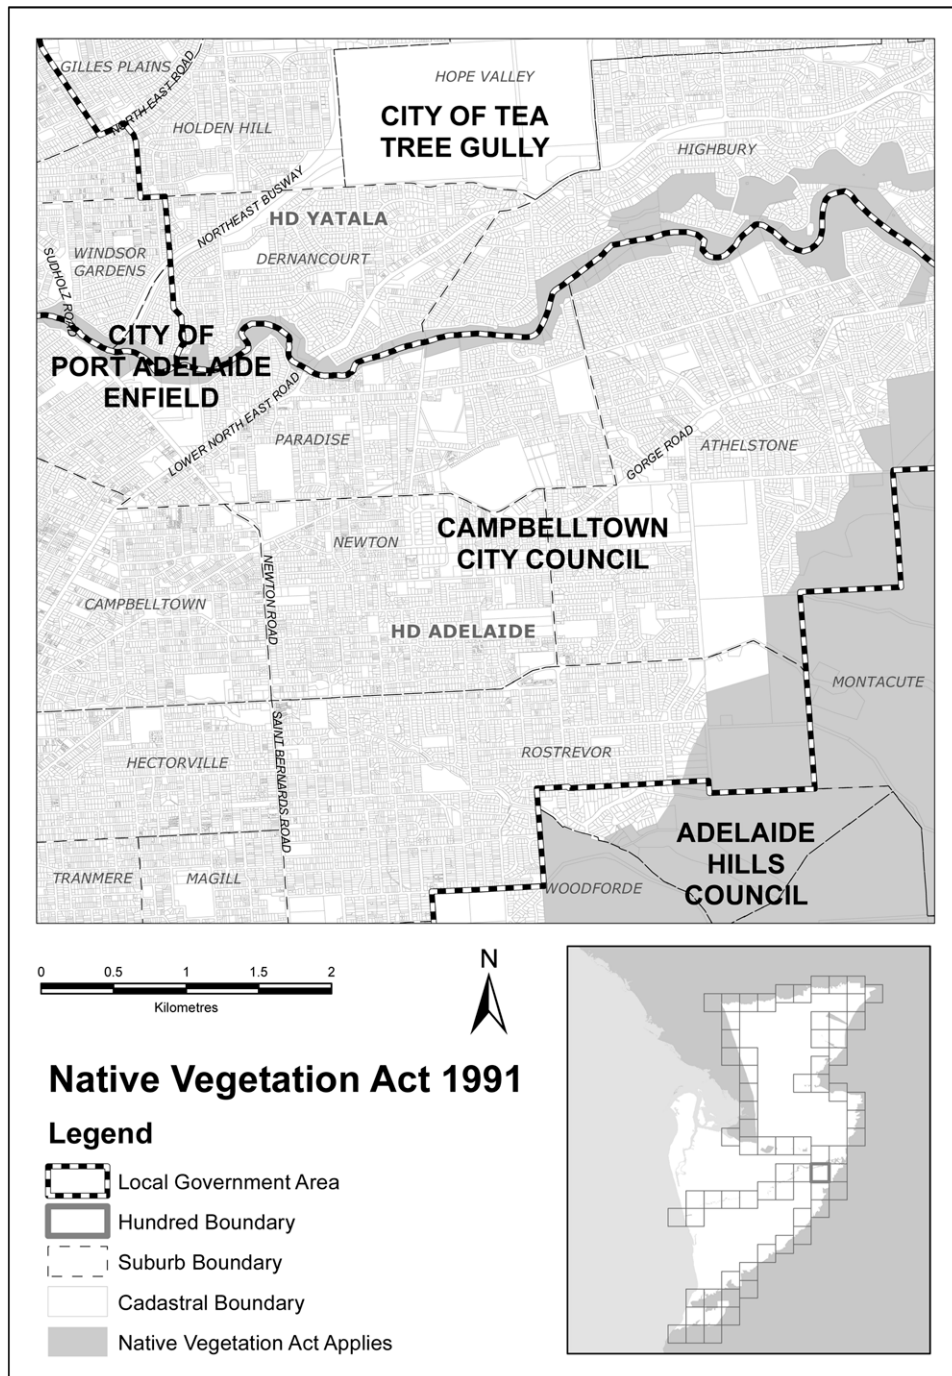 GILLES PLAINS
NORTH EAST ROAD
HOLDEN HILL
HOPE VALLEY
CITY OF TEA
TREE GULLY
HIGHBURY
NORTHEAST BUSWAY
HD YATALA
DERNANCOURT
WINDSOR
GARDENS
SUDHOLZ ROAD
CITY OF
PORT ADELAIDE
ENFIELD
LOWER NORTH EAST ROAD
PARADISE
GORGE ROAD
ATHELSTONE
CAMPBELLTOWN
CITY COUNCIL
NEWTON
NEWTON ROAD
CAMPBELLTOWN
HD ADELAIDE
MONTACUTE
SAINT BERNARDS ROAD
ROSTREVOR
HECTORVILLE
ADELAIDE
HILLS
COUNCIL
TRANMERE
MAGILL
WOODFORDE
0 0.5 1 1.5 2
Kilometres
N
Native Vegetation Act 1991
Legend
Local Government Area
Hundred Boundary
Suburb Boundary
Cadastral Boundary
Native Vegetation Act Applies